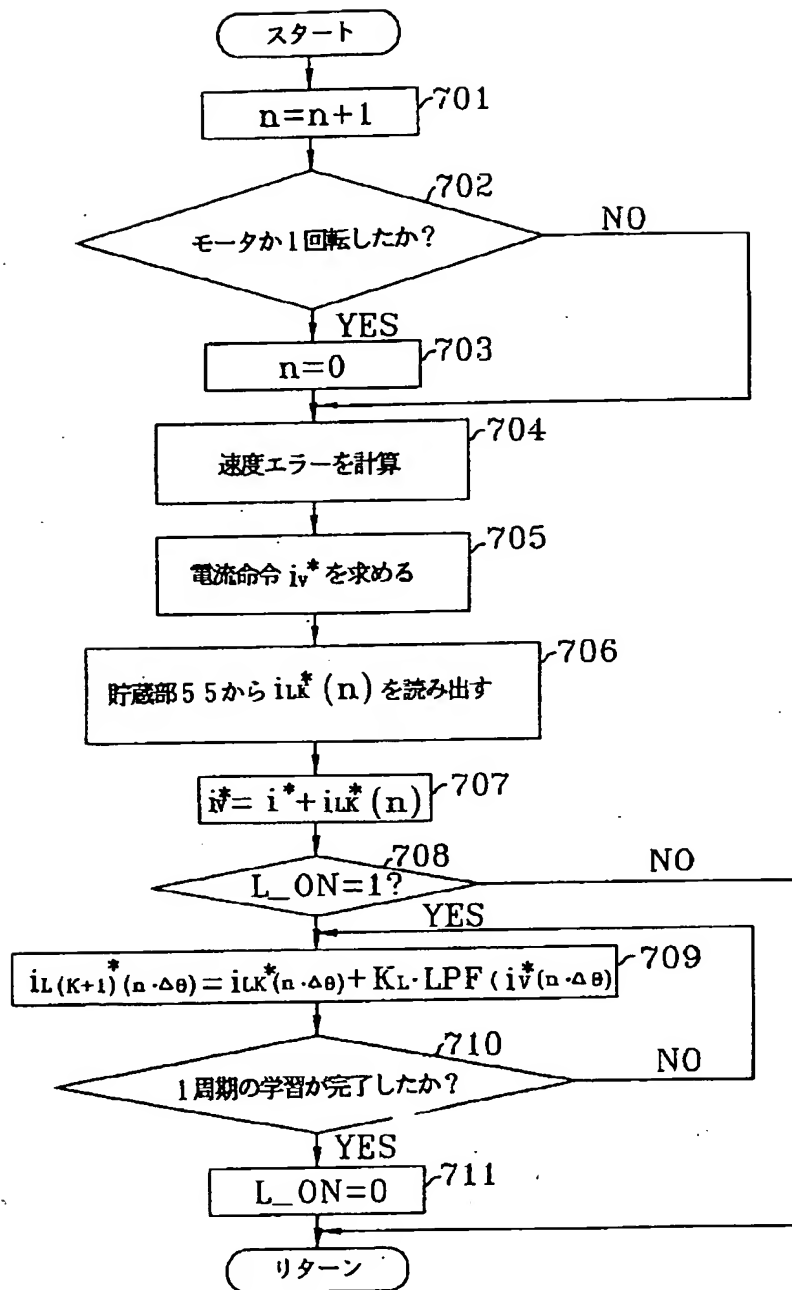 スタート
n=n+1
701
702
モータか1回転したか?
NO
YES
n=0
703
704
速度エラーを計算
705
電流命令 iv* を求める
706
貯蔵部55から iLK* (n) を読み出す
iv*= i*+iLK*(n)
707
708
L_ON=1?
NO
YES
iL(K+1)*(n·Δθ)=iLK*(n·Δθ)+KL·LPF(iv*(n·Δθ)
709
710
1周期の学習が完了したか?
NO
YES
L_ON=0
711
リターン